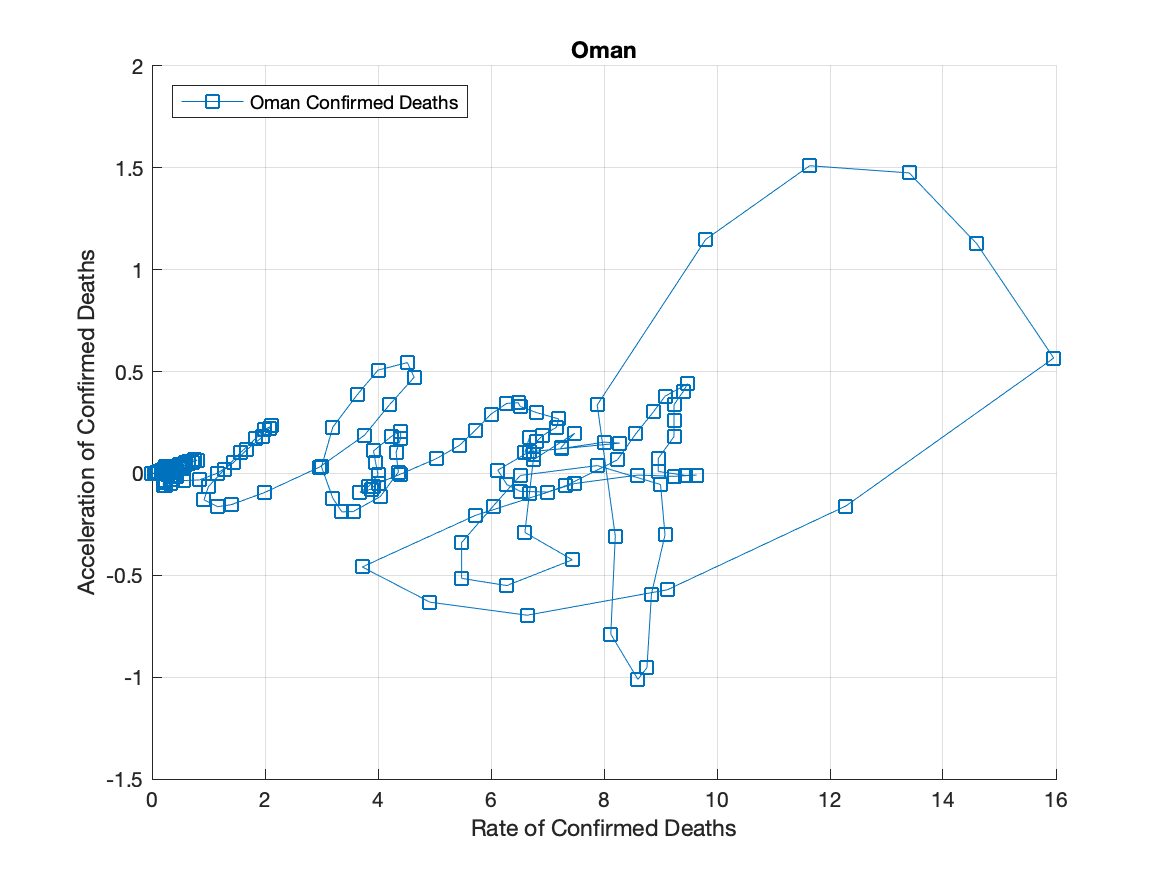 Oman
2
Oman Confirmed Deaths
1.5
1
0.5
0
-0.5
-1
-1.5
Acceleration of Confirmed Deaths
0 2 4 6 8 10 12 14 16
Rate of Confirmed Deaths